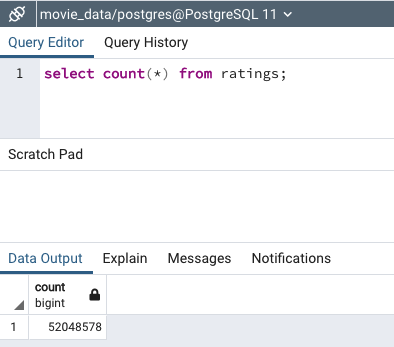 movie_data/postgres@PostgreSQL 11
Query Editor Query History
1 select count(*) from ratings;
Scratch Pad
Data Output Explain Messages Notifications
count
bigint
1 52048578